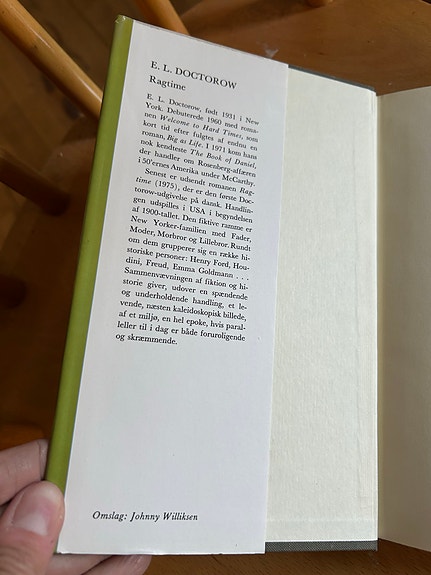 E. L. DOCTOROW
Ragtime
E. L. Doctorow, født 1931 i New
York. Debuterede 1960 med roma-
nen Welcome to Hard Times, som
kort tid efter fulgtes af endnu en
roman, Big as Life. I 1971 kom hans
nok kendteste The Book of Daniel,
der handler om Rosenberg-affæren
i 50'ernes Amerika under McCarthy.
Senest er udsendt romanen Rag-
time (1975), der er den første Doc-
torow-udgivelse på dansk. Handlin-
gen udspilles i USA i begyndelsen
af 1900-tallet. Den fiktive ramme er
New Yorker-familien med Fader,
Moder, Morbror og Lillebror. Rundt
om dem grupperer sig en række hi-
storiske personer: Henry Ford, Hou-
dini, Freud, Emma Goldmann . . .
Sammenvævningen af fiktion og hi-
storie giver, udover en spændende
og underholdende handling, et le-
vende, næsten kaleidoskopisk billede,
af et miljø, en hel epoke, hvis paral-
leller til i dag er både foruroligende
og skræmmende.
Omslag: Johnny Williksen